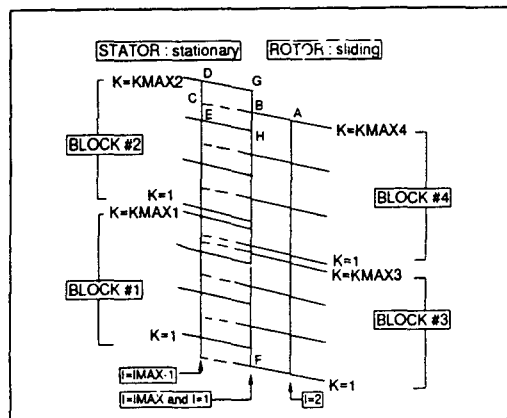 STATOR : stationary
ROTOR : sliding
K=KMAX2
D
G
C
B
A
E
H
K=KMAX4
BLOCK #2
BLOCK #4
K=1
K=KMAX1
K=1
K=KMAX3
BLOCK #1
BLOCK #3
K=1
F
K=1
I=IMAX-1
I=IMAX and I=1
I=2